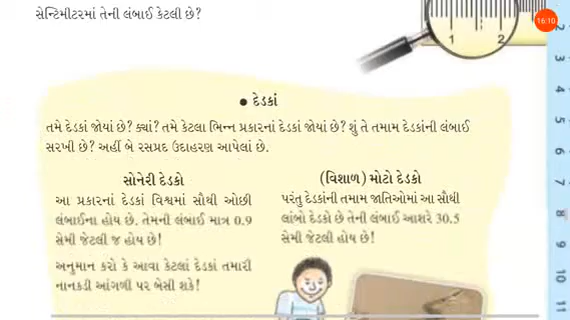 સેન્ટિમીટરમાં તેની લંબાઈ કેટલી છે?
16:10
1 2
• દેડકાં
તમે દેડકાં જોયાં છે? ક્યાં? તમે કેટલા ભિન્ન પ્રકારનાં દેડકાં જોયાં છે? શું તે તમામ દેડકાંની લંબાઈ
સરખી છે? અહીં બે રસપ્રદ ઉદાહરણ આપેલાં છે.
સોનેરી દેડકો
આ પ્રકારનાં દેડકાં વિશ્વમાં સૌથી ઓછી
લંબાઈના હોય છે. તેમની લંબાઈ માત્ર 0.9
સેમી જેટલી જ હોય છે!
અનુમાન કરો કે આવા કેટલાં દેડકાં તમારી
નાનકડી આંગળી પર બેસી શકે!
(વિશાળ) મોટો દેડકો
પરંતુ દેડકાંની તમામ જાતિઓમાં આ સૌથી
લાંબો દેડકો છે તેની લંબાઈ આશરે 30.5
સેમી જેટલી હોય છે!
2
3
4
5
6
7
8
9
10
11